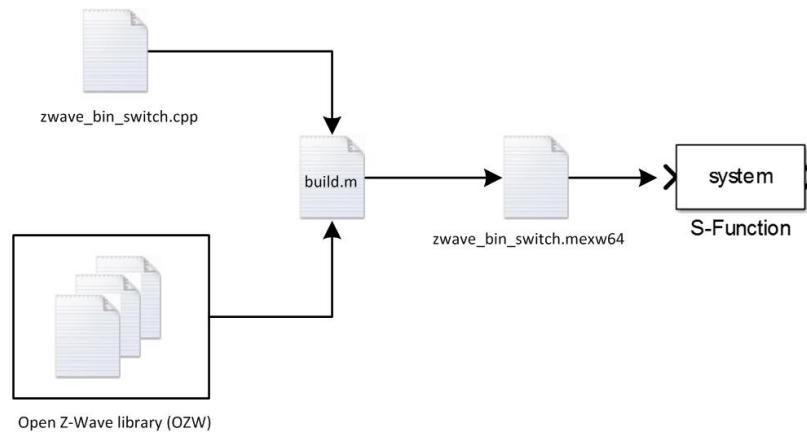 zwave_bin_switch.cpp
build.m
zwave_bin_switch.mexw64
system
S-Function
Open Z-Wave library (OZW)